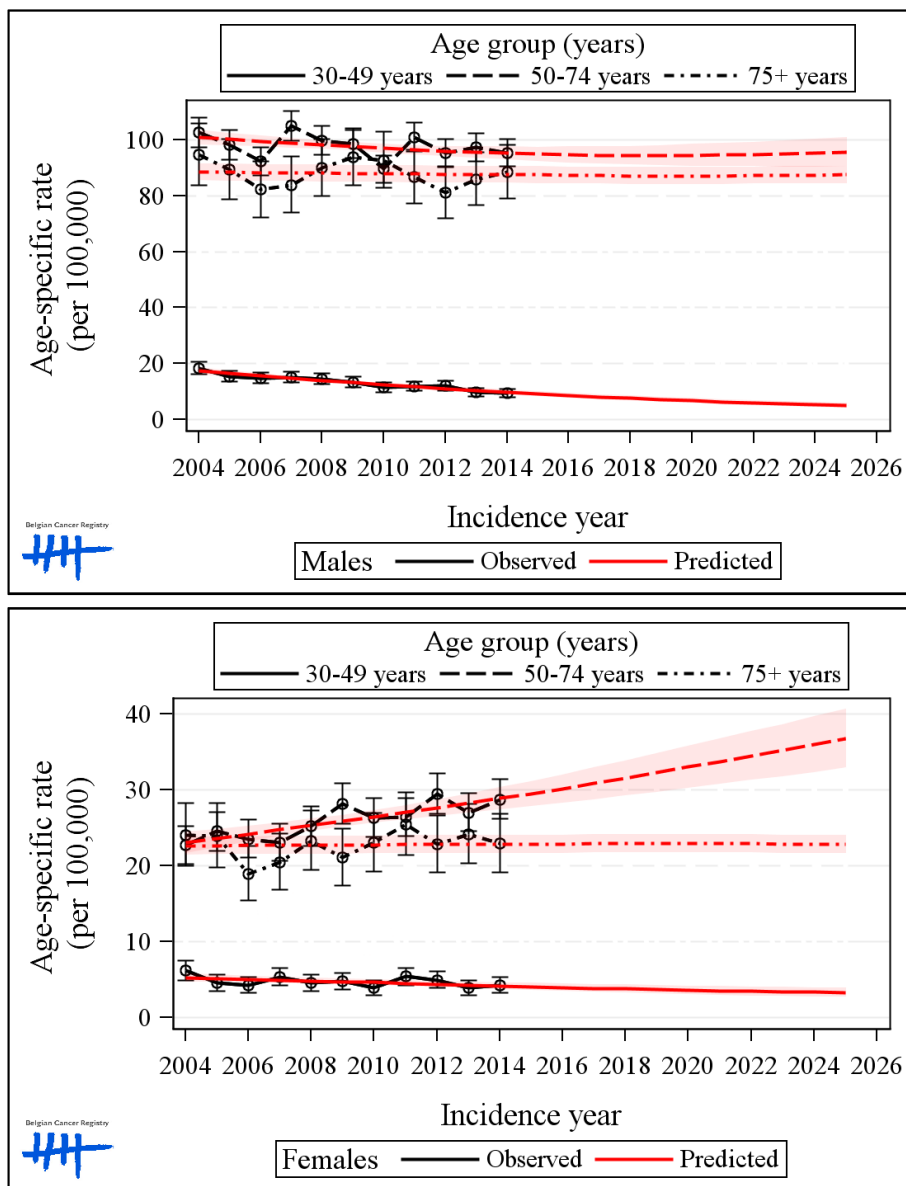 Age group (years)
30-49 years 50-74 years 75+ years
Age-specific rate
(per 100,000)
100
80
60
40
20
0
2004 2006 2008 2010 2012 2014 2016 2018 2020 2022 2024 2026
Incidence year
Belgian Cancer Registry
Males Observed Predicted
Age group (years)
30-49 years 50-74 years 75+ years
Age-specific rate
(per 100,000)
40
30
20
10
0
2004 2006 2008 2010 2012 2014 2016 2018 2020 2022 2024 2026
Incidence year
Belgian Cancer Registry
Females Observed Predicted